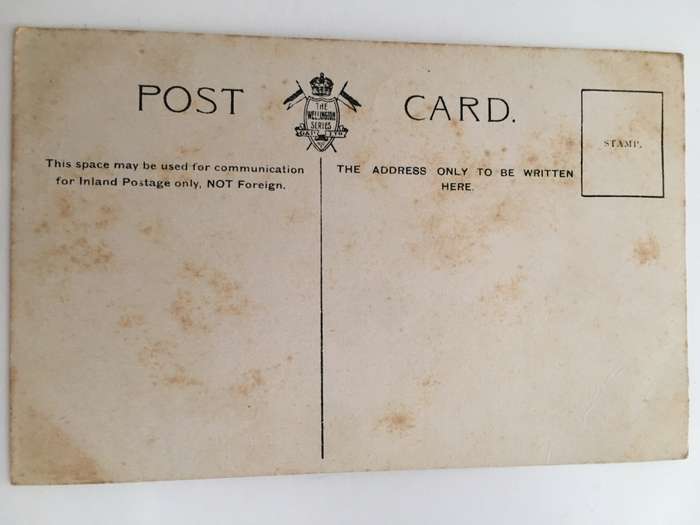 POST CARD.
THE
WELLINGTON
SERIES
STAMP.
This space may be used for communication
for Inland Postage only, NOT Foreign.
THE ADDRESS ONLY TO BE WRITTEN
HERE.